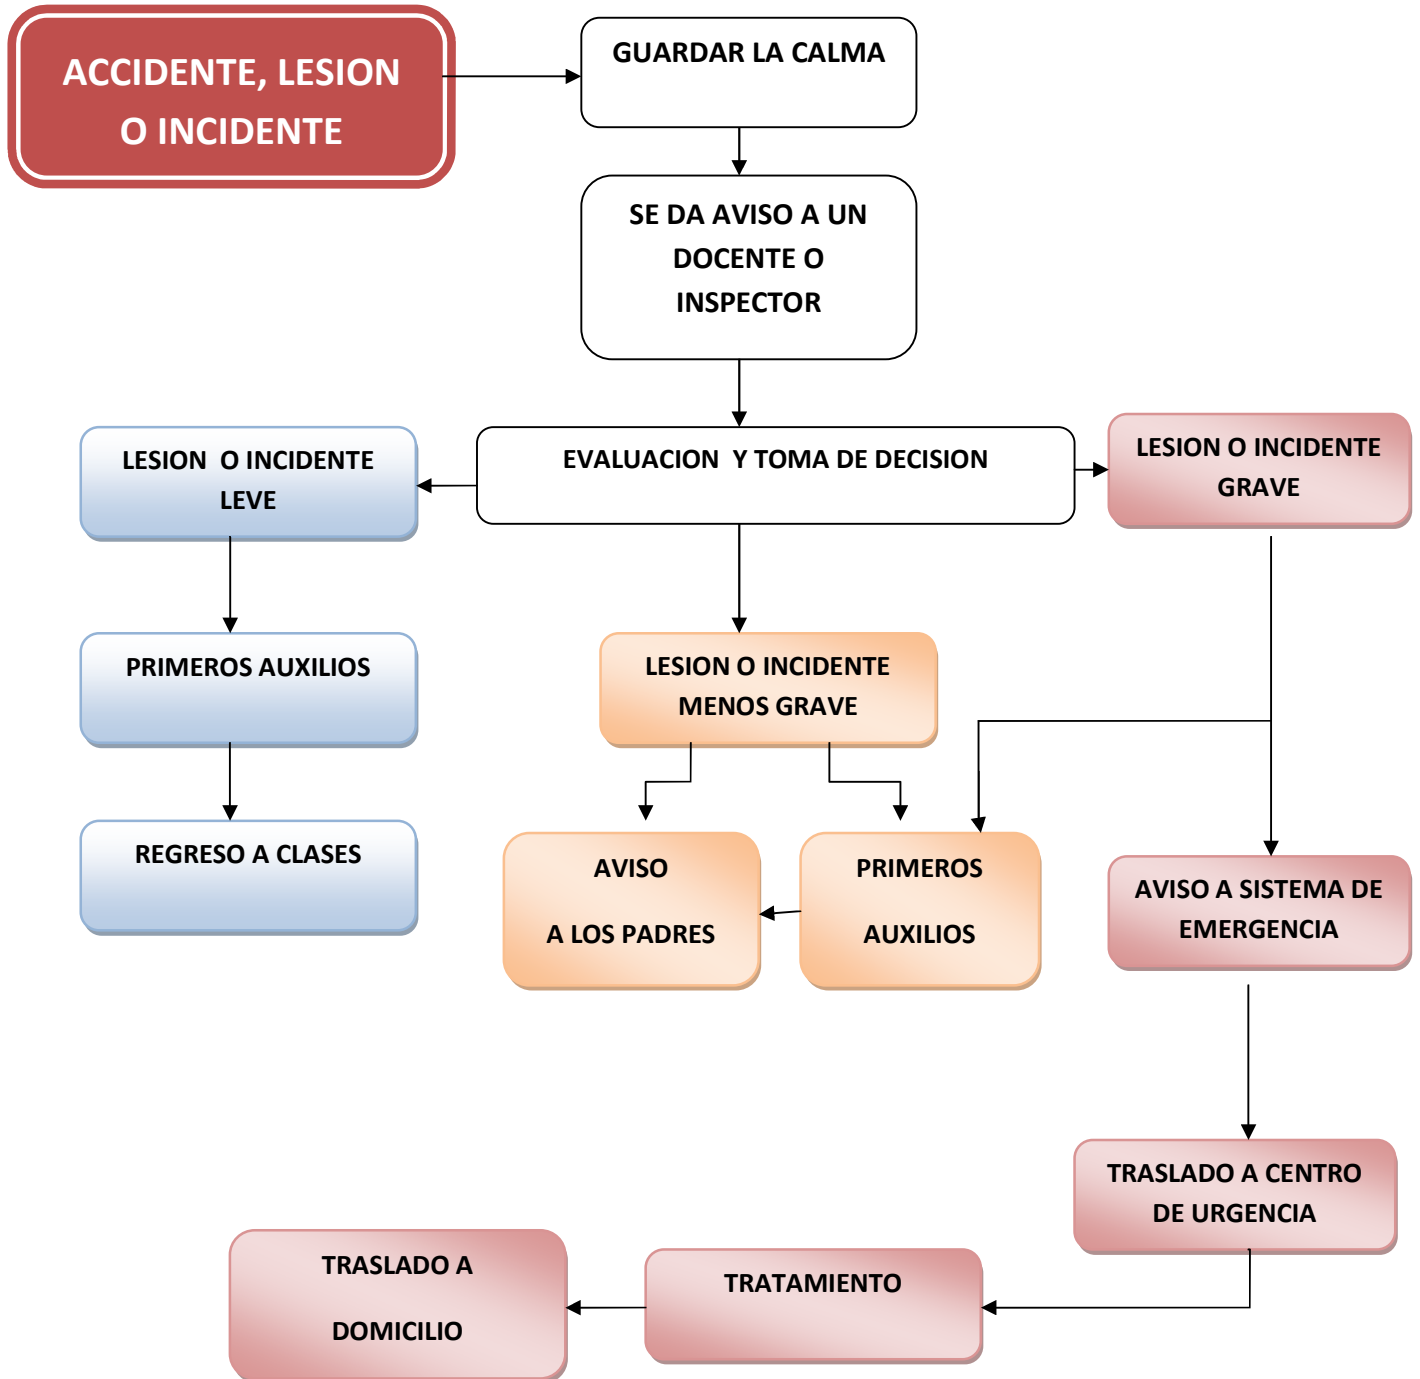 ACCIDENTE, LESION
O INCIDENTE
GUARDAR LA CALMA
SE DA AVISO A UN
DOCENTE O
INSPECTOR
EVALUACION Y TOMA DE DECISION
LESION O INCIDENTE
LEVE
LESION O INCIDENTE
GRAVE
PRIMEROS AUXILIOS
LESION O INCIDENTE
MENOS GRAVE
REGRESO A CLASES
AVISO
A LOS PADRES
PRIMEROS
AUXILIOS
AVISO A SISTEMA DE
EMERGENCIA
TRASLADO A CENTRO
DE URGENCIA
TRATAMIENTO
TRASLADO A
DOMICILIO